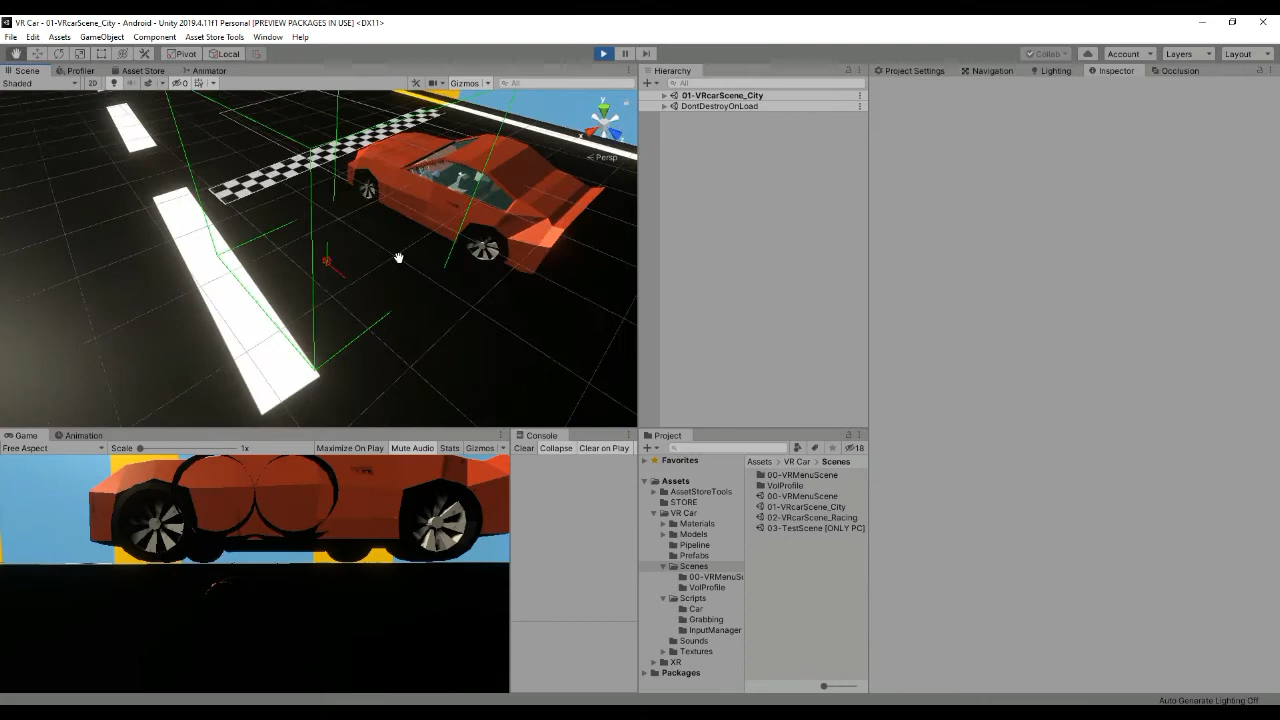 VR Car - 01-VRcarScene_City - Android - Unity 2019.4.11f1 Personal [PREVIEW PACKAGES IN USE] <DX11>
File Edit Assets GameObject Component Asset Store Tools Window Help
Pivot Local Collab Account Layers Layout
Scene Profiler Asset Store Animator
Shaded 2D 0 Gizmos All
y
x
z
Persp
Hierarchy
All
01-VRcarScene_City
DontDestroyOnLoad
Project Settings Navigation Lighting Inspector Occlusion
Game Animation
Free Aspect Scale 1x Maximize On Play Mute Audio Stats Gizmos
Console
Clear Collapse Clear on Play
Project
18
Favorites
Assets
AssetStoreTools
STORE
VR Car
Materials
Models
Pipeline
Prefabs
Scenes
00-VRMenuSc
VolProfile
Scripts
Car
Grabbing
InputManager
Sounds
Textures
XR
Packages
Assets VR Car Scenes
00-VRMenuScene
VolProfile
00-VRMenuScene
01-VRcarScene_City
02-VRcarScene_Racing
03-TestScene [ONLY PC]
Auto Generate Lighting Off